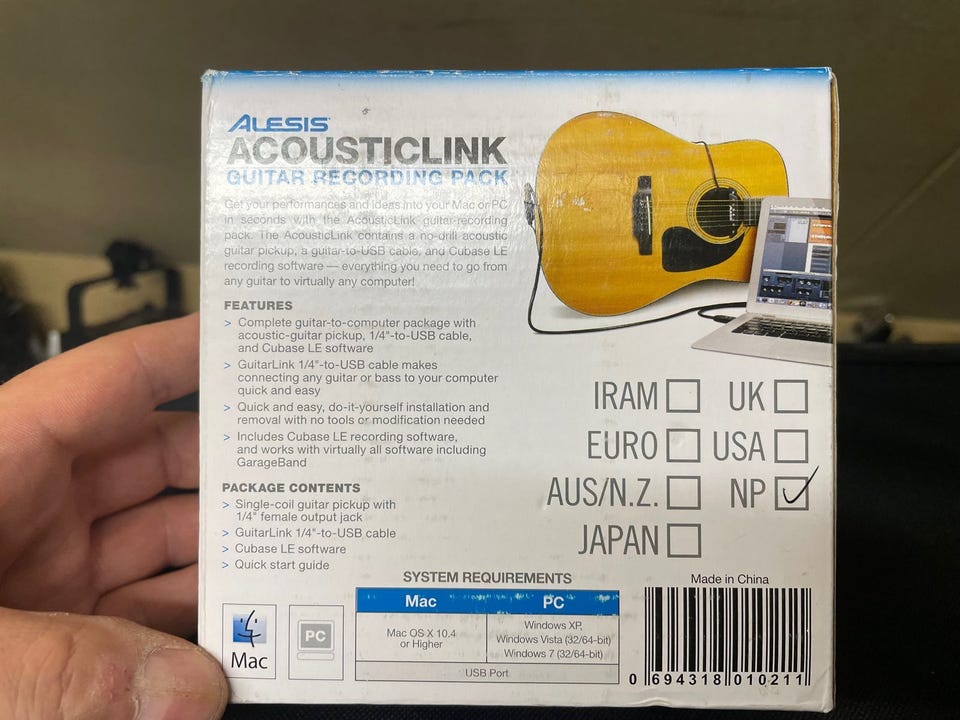 ALESIS
ACOUSTICLINK
GUITAR RECORDING PACK
Get your performances and ideas into your Mac or PC
in seconds with the AcousticLink guitar-recording
pack. The AcousticLink contains a no-drill acoustic
guitar pickup, a guitar-to-USB cable, and Cubase LE
recording software — everything you need to go from
any guitar to virtually any computer!
FEATURES
> Complete guitar-to-computer package with
acoustic-guitar pickup, 1/4"-to-USB cable,
and Cubase LE software
> GuitarLink 1/4"-to-USB cable makes
connecting any guitar or bass to your computer
quick and easy
> Quick and easy, do-it-yourself installation and
removal with no tools or modification needed
> Includes Cubase LE recording software,
and works with virtually all software including
GarageBand
PACKAGE CONTENTS
> Single-coil guitar pickup with
1/4" female output jack
> GuitarLink 1/4"-to-USB cable
> Cubase LE software
> Quick start guide
IRAM UK
EURO USA
AUS/N.Z. NP
JAPAN
SYSTEM REQUIREMENTS
Mac PC
Mac OS X 10.4
or Higher
Windows XP,
Windows Vista (32/64-bit)
Windows 7 (32/64-bit)
USB Port
Mac
PC
Made in China
0 694318 010211